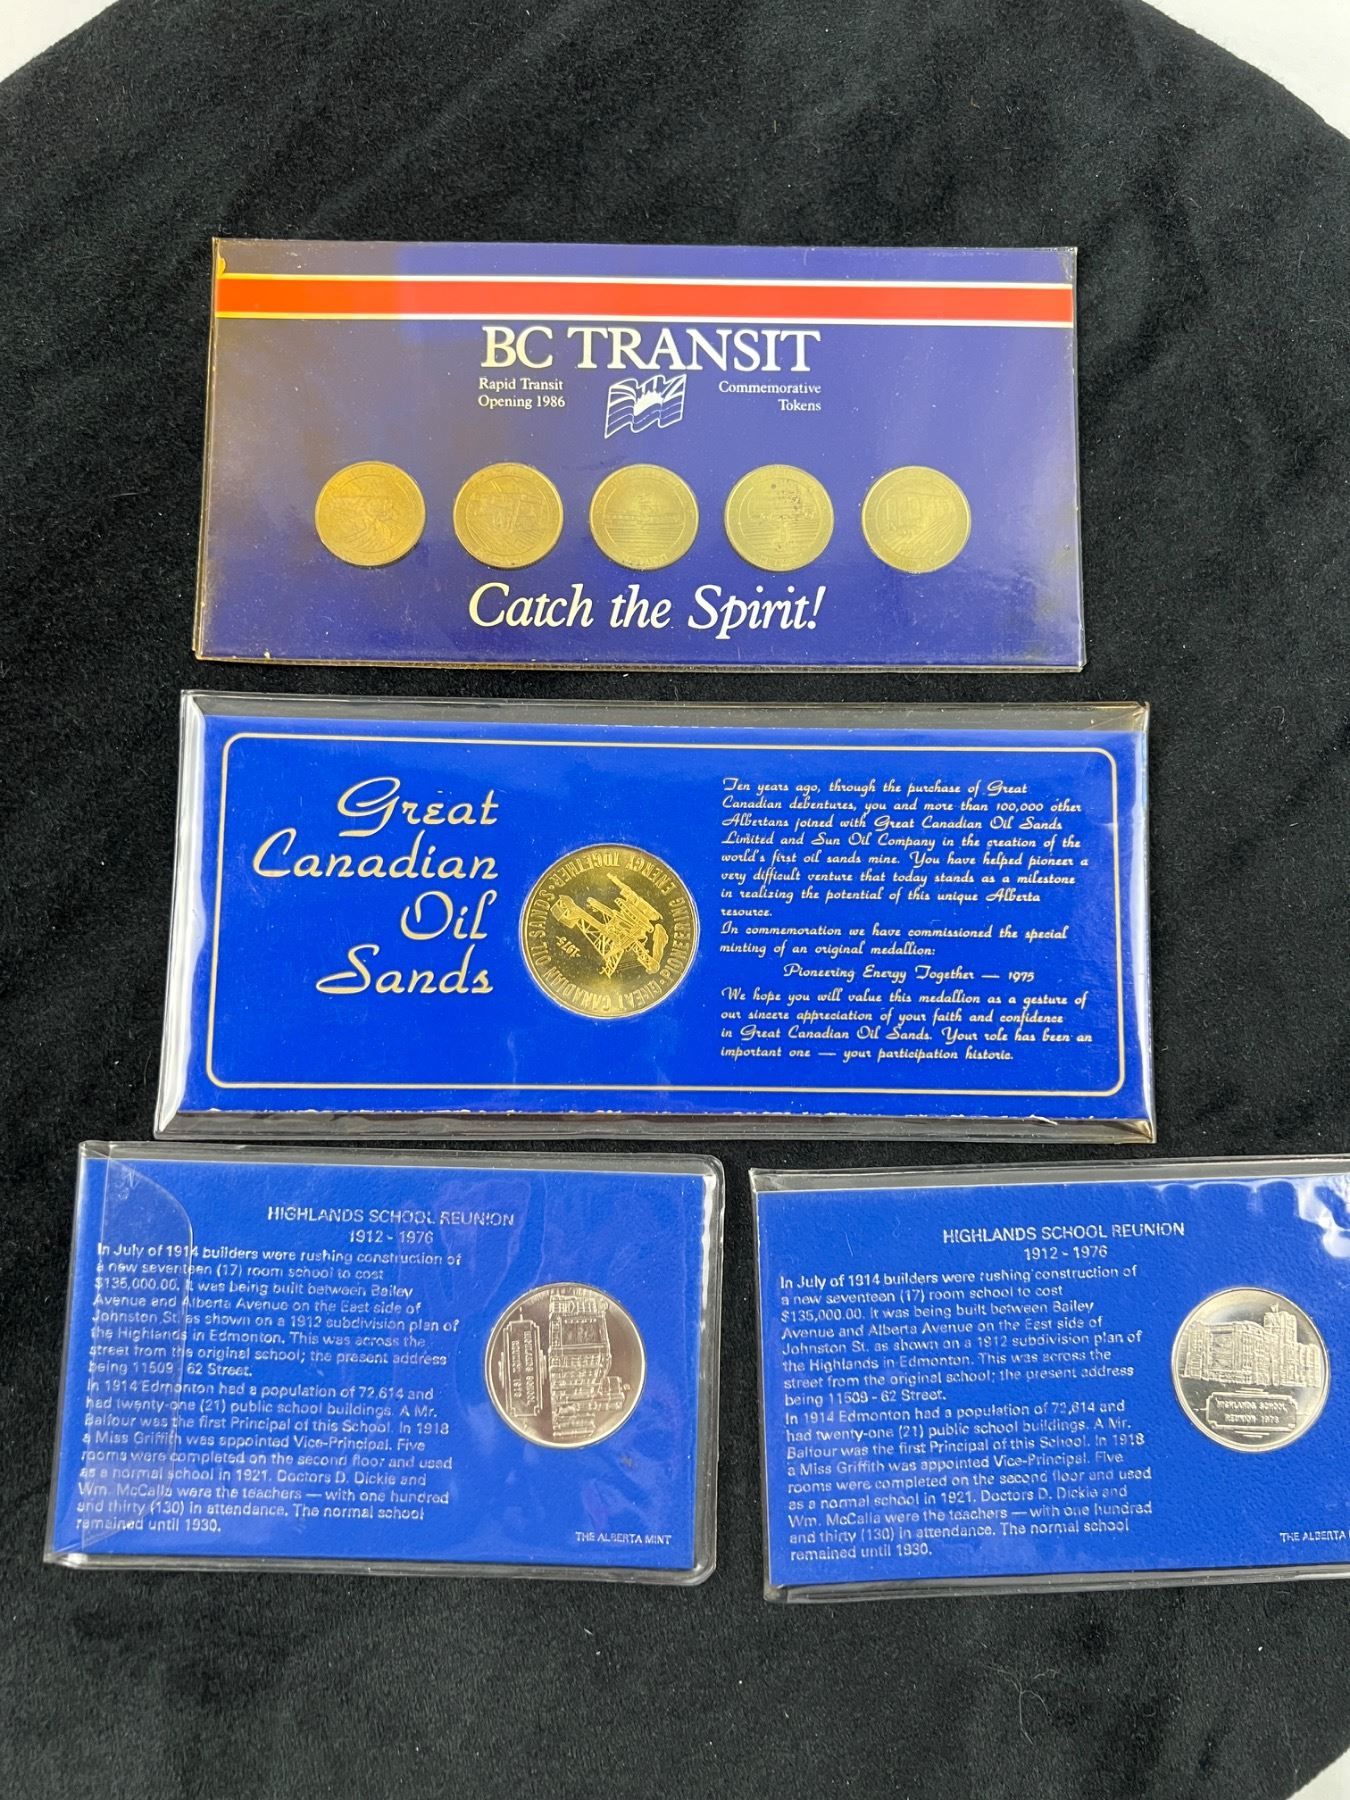 BC TRANSIT
Rapid Transit
Opening 1986
Commemorative
Tokens
Catch the Spirit!
Great
Canadian
Oil
Sands
GREAT CANADIAN OIL SANDS
PIONEERING ENERGY TOGETHER
1975
Ten years ago, through the purchase of Great
Canadian debentures, you and more than 100,000 other
Albertans joined with Great Canadian Oil Sands
Limited and Sun Oil Company in the creation of the
world's first oil sands mine. You have helped pioneer a
very difficult venture that today stands as a milestone
in realizing the potential of this unique Alberta
resource.
In commemoration we have commissioned the special
minting of an original medallion:
Pioneering Energy Together — 1975
We hope you will value this medallion as a gesture of
our sincere appreciation of your faith and confidence
in Great Canadian Oil Sands. Your role has been an
important one — your participation historic.
HIGHLANDS SCHOOL REUNION
1912 - 1976
In July of 1914 builders were rushing construction of
a new seventeen (17) room school to cost
$135,000.00. It was being built between Bailey
Avenue and Alberta Avenue on the East side of
Johnston St. as shown on a 1912 subdivision plan of
the Highlands in Edmonton. This was across the
street from the original school; the present address
being 11509 - 62 Street.
In 1914 Edmonton had a population of 72,614 and
had twenty-one (21) public school buildings. A Mr.
Balfour was the first Principal of this School. In 1918
a Miss Griffith was appointed Vice-Principal. Five
rooms were completed on the second floor and used
as a normal school in 1921. Doctors D. Dickie and
Wm. McCalla were the teachers — with one hundred
and thirty (130) in attendance. The normal school
remained until 1930.
THE ALBERTA MINT
HIGHLANDS SCHOOL REUNION
1912 - 1976
In July of 1914 builders were rushing construction of
a new seventeen (17) room school to cost
$135,000.00. It was being built between Bailey
Avenue and Alberta Avenue on the East side of
Johnston St. as shown on a 1912 subdivision plan of
the Highlands in Edmonton. This was across the
street from the original school; the present address
being 11509 - 62 Street.
In 1914 Edmonton had a population of 72,614 and
had twenty-one (21) public school buildings. A Mr.
Balfour was the first Principal of this School. In 1918
a Miss Griffith was appointed Vice-Principal. Five
rooms were completed on the second floor and used
as a normal school in 1921. Doctors D. Dickie and
Wm. McCalla were the teachers — with one hundred
and thirty (130) in attendance. The normal school
remained until 1930.
HIGHLANDS SCHOOL
REUNION 1976
THE ALBERTA